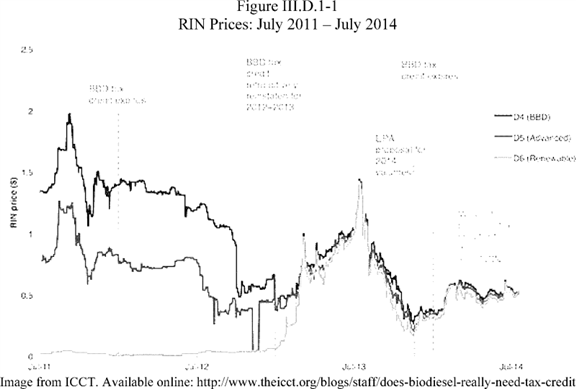 Figure III.D.1-1
RIN Prices: July 2011 – July 2014
2.5
2
1.5
1
0.5
0
RIN price ($)
BBD tax
credit expires
BBD tax
credit
retroactively
reinstated for
2012-2013
BBD tax
credit expires
EPA
proposal for
2014
volumes
D4 (BBD)
D5 (Advanced)
D6 (Renewable)
Jul-11
Jul-12
Jul-13
Jul-14
Image from ICCT. Available online: http://www.theicct.org/blogs/staff/does-biodiesel-really-need-tax-credit